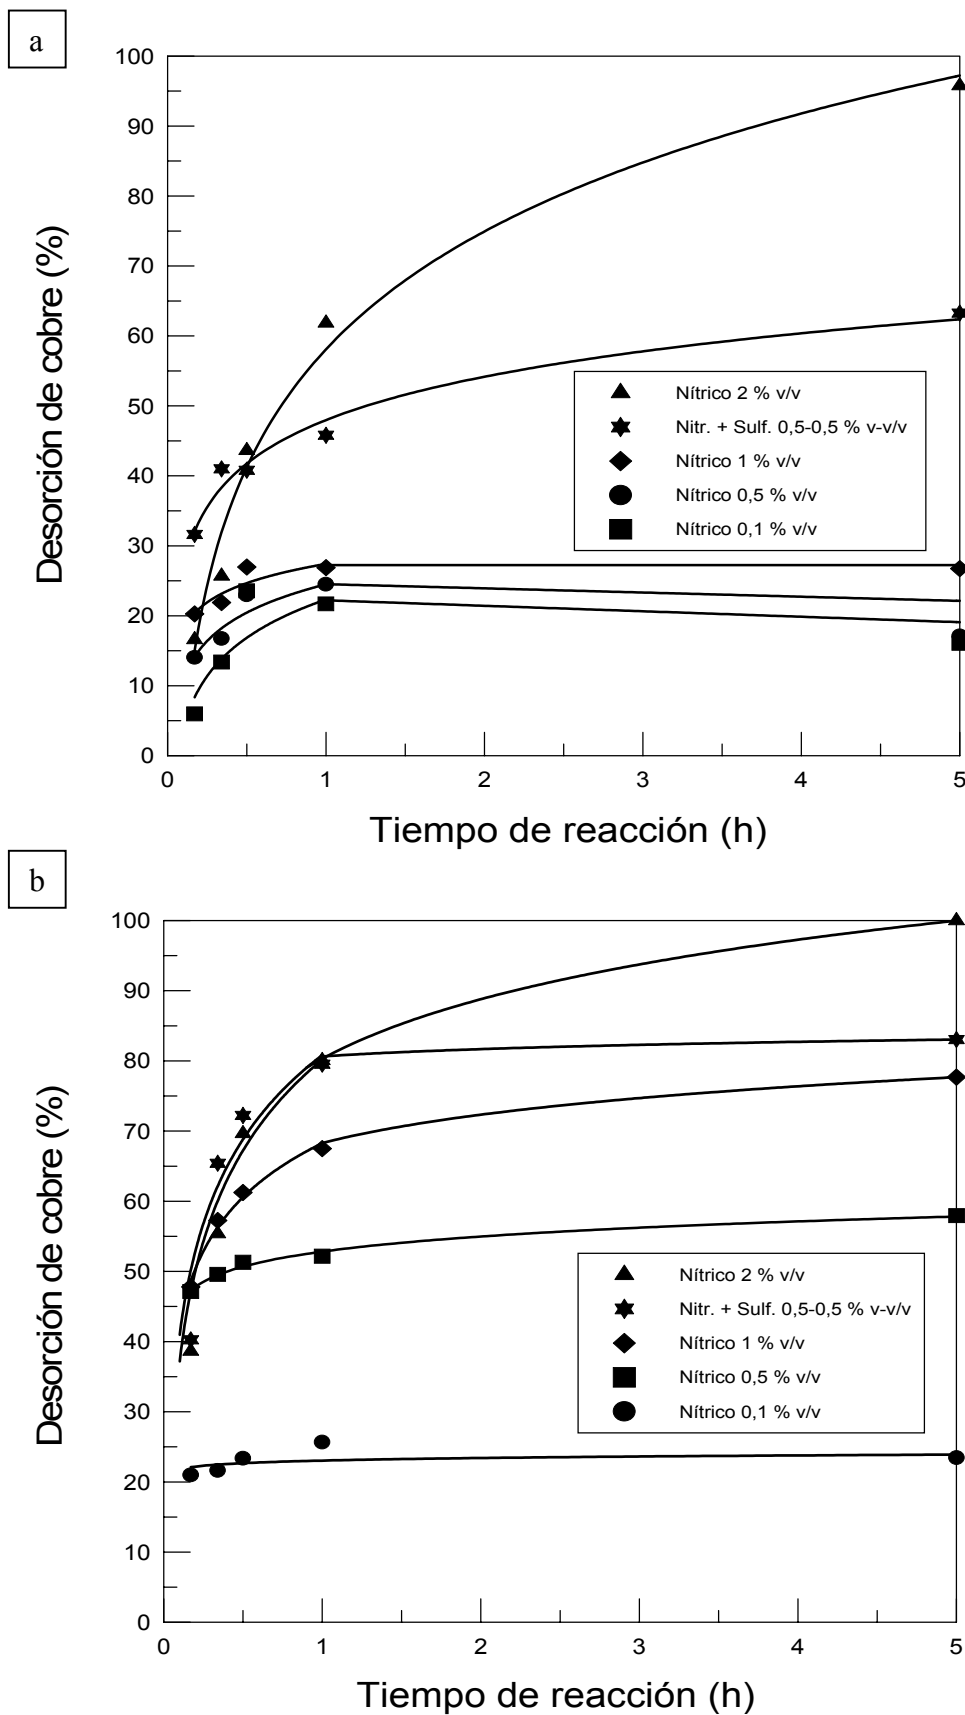 a
100
90
80
70
60
50
40
30
20
10
0
Desorción de cobre (%)
Nítrico 2 % v/v
Nitr. + Sulf. 0,5-0,5 % v-v/v
Nítrico 1 % v/v
Nítrico 0,5 % v/v
Nítrico 0,1 % v/v
0 1 2 3 4 5
Tiempo de reacción (h)
b
100
90
80
70
60
50
40
30
20
10
0
Desorción de cobre (%)
Nítrico 2 % v/v
Nitr. + Sulf. 0,5-0,5 % v-v/v
Nítrico 1 % v/v
Nítrico 0,5 % v/v
Nítrico 0,1 % v/v
0 1 2 3 4 5
Tiempo de reacción (h)